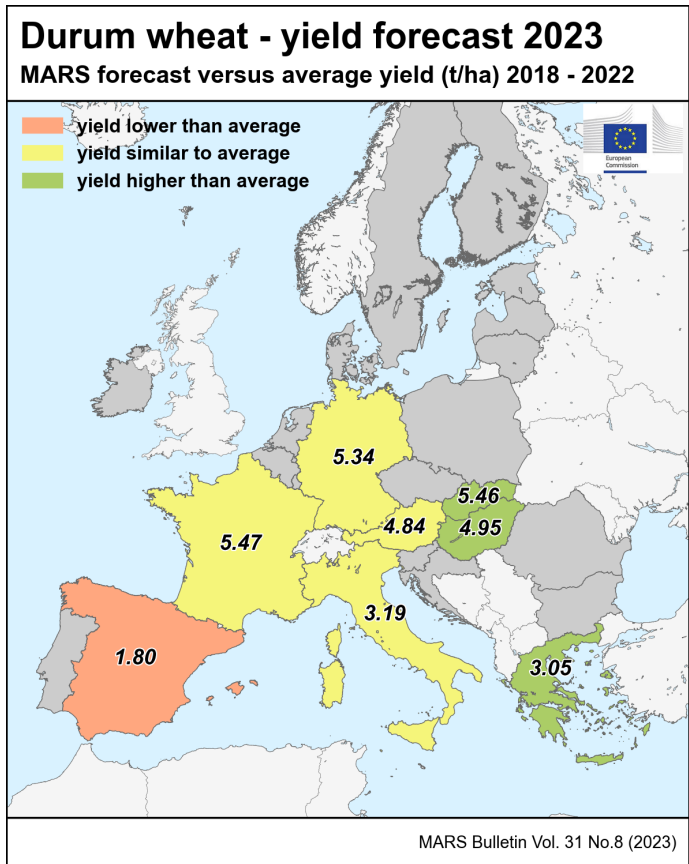 Durum wheat - yield forecast 2023
MARS forecast versus average yield (t/ha) 2018 - 2022
yield lower than average
yield similar to average
yield higher than average
European
Commission
5.34
5.46
4.84
4.95
5.47
3.19
1.80
3.05
MARS Bulletin Vol. 31 No.8 (2023)